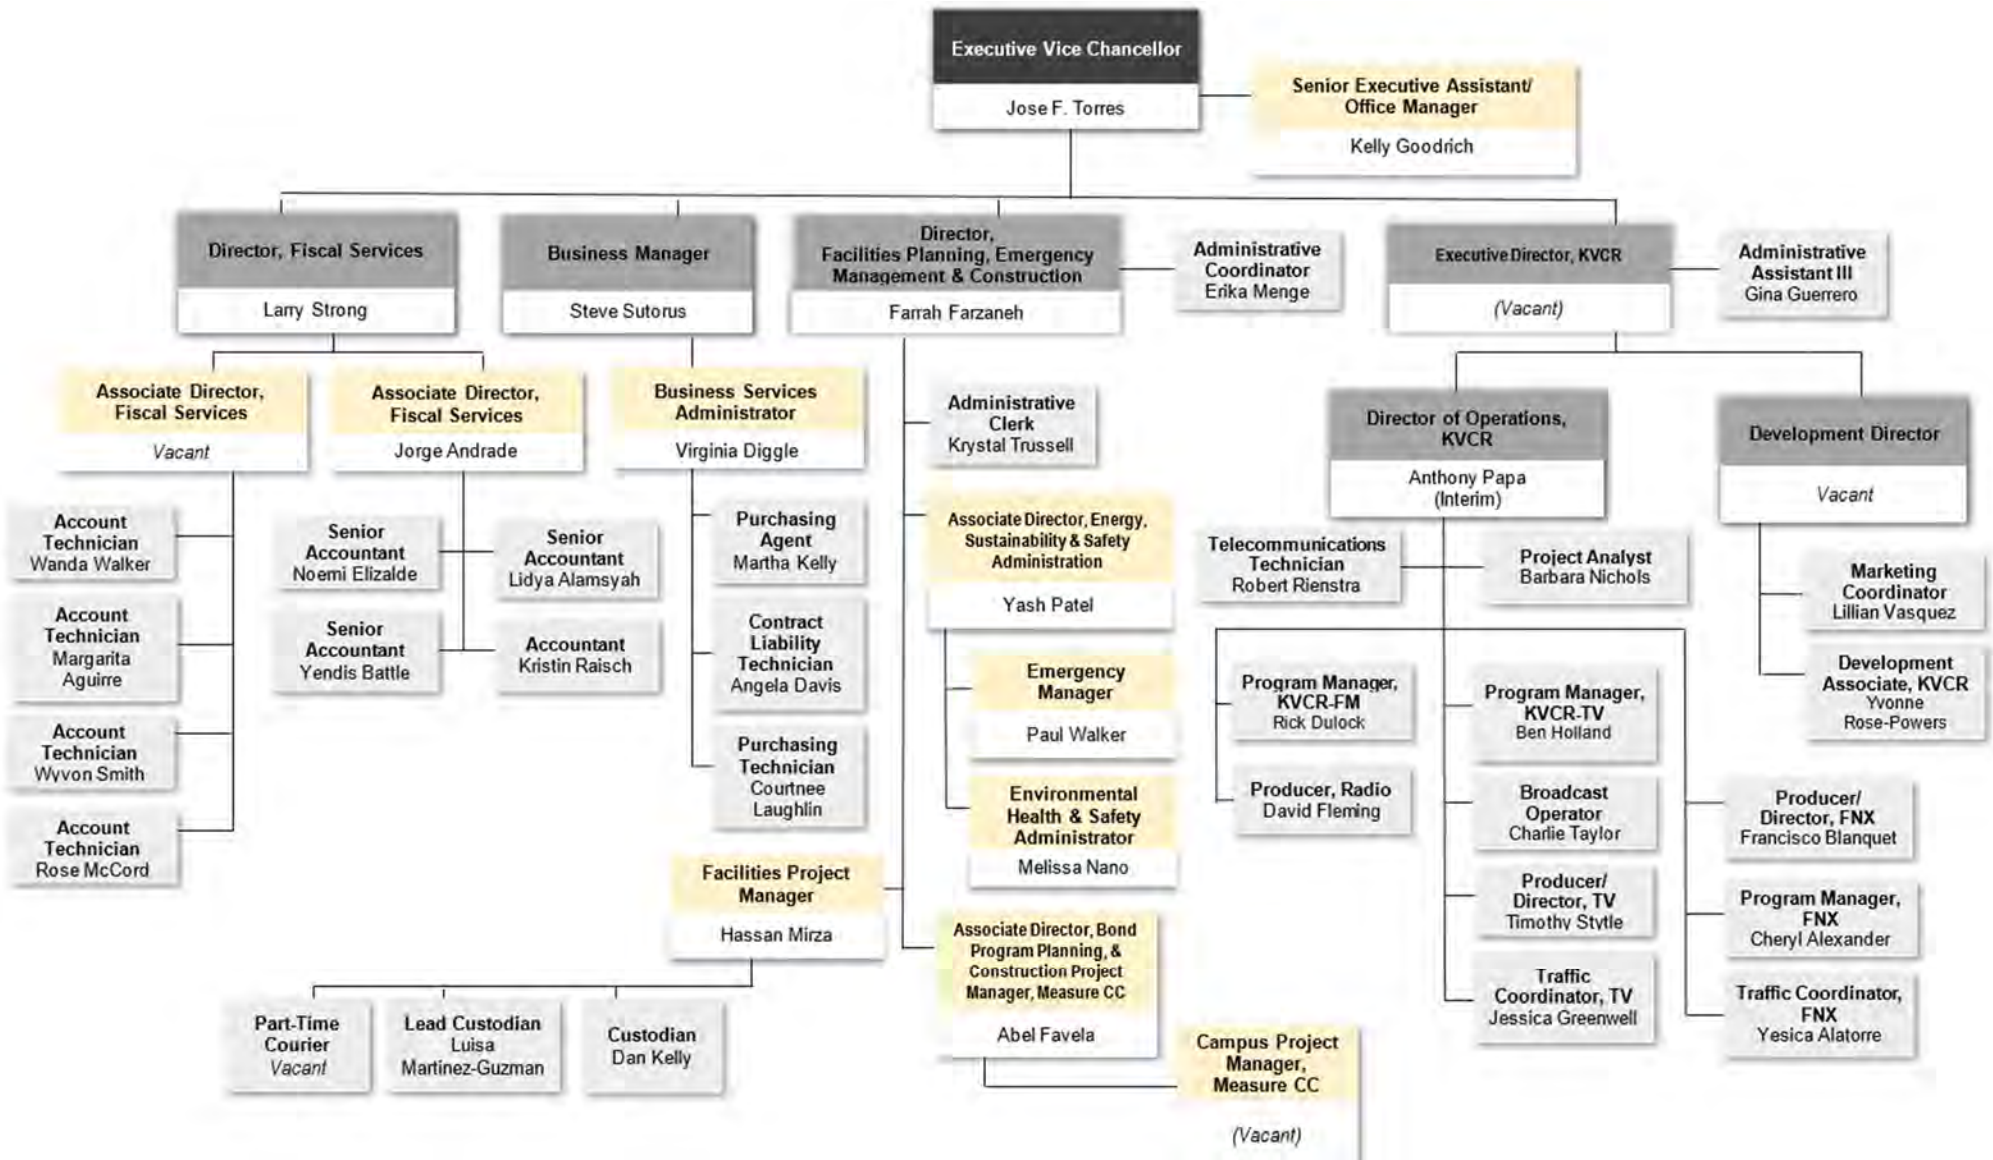 Executive Vice Chancellor
Jose F. Torres
Senior Executive Assistant/
Office Manager
Kelly Goodrich
Director, Fiscal Services
Larry Strong
Business Manager
Steve Sutorus
Director,
Facilities Planning, Emergency
Management & Construction
Farrah Farzaneh
Administrative
Coordinator
Erika Menge
Executive Director, KVCR
(Vacant)
Administrative
Assistant III
Gina Guerrero
Associate Director,
Fiscal Services
Vacant
Associate Director,
Fiscal Services
Jorge Andrade
Business Services
Administrator
Virginia Diggle
Administrative
Clerk
Krystal Trussell
Director of Operations,
KVCR
Anthony Papa
(Interim)
Development Director
Vacant
Account
Technician
Wanda Walker
Account
Technician
Margarita
Aguirre
Account
Technician
Wyvon Smith
Account
Technician
Rose McCord
Senior
Accountant
Noemi Elizalde
Senior
Accountant
Lidya Alamsyah
Senior
Accountant
Yendis Battle
Accountant
Kristin Raisch
Purchasing
Agent
Martha Kelly
Contract
Liability
Technician
Angela Davis
Purchasing
Technician
Courtnee
Laughlin
Associate Director, Energy,
Sustainability & Safety
Administration
Yash Patel
Emergency
Manager
Paul Walker
Environmental
Health & Safety
Administrator
Melissa Nano
Facilities Project
Manager
Hassan Mirza
Part-Time
Courier
Vacant
Lead Custodian
Luisa
Martinez-Guzman
Custodian
Dan Kelly
Associate Director, Bond
Program Planning, &
Construction Project
Manager, Measure CC
Abel Favela
Campus Project
Manager,
Measure CC
(Vacant)
Telecommunications
Technician
Robert Rienstra
Project Analyst
Barbara Nichols
Program Manager,
KVCR-FM
Rick Dulock
Producer, Radio
David Fleming
Program Manager,
KVCR-TV
Ben Holland
Broadcast
Operator
Charlie Taylor
Producer/
Director, TV
Timothy Stytle
Traffic
Coordinator, TV
Jessica Greenwell
Producer/
Director, FNX
Francisco Blanquet
Program Manager,
FNX
Cheryl Alexander
Traffic Coordinator,
FNX
Yesica Alatorre
Marketing
Coordinator
Lillian Vasquez
Development
Associate, KVCR
Yvonne
Rose-Powers